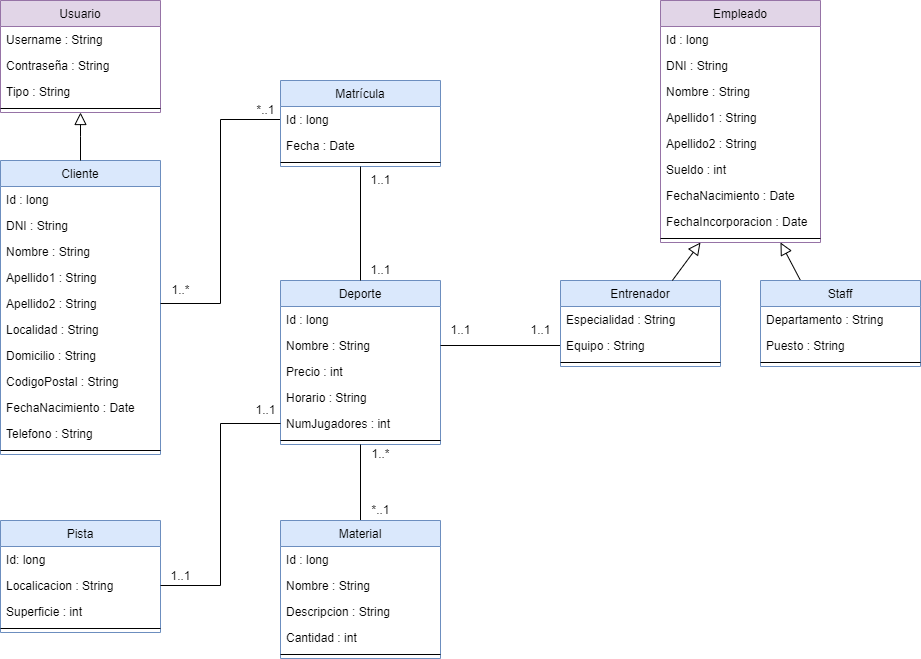 Usuario
Username : String
Contraseña : String
Tipo : String
Cliente
Id : long
DNI : String
Nombre : String
Apellido1 : String
Apellido2 : String
Localidad : String
Domicilio : String
CodigoPostal : String
FechaNacimiento : Date
Telefono : String
1..*
*..1
Matrícula
Id : long
Fecha : Date
1..1
1..1
Deporte
Id : long
Nombre : String
Precio : int
Horario : String
NumJugadores : int
1..1
1..1
1..1
1..1
Pista
Id: long
Localicacion : String
Superficie : int
1..*
*..1
Material
Id : long
Nombre : String
Descripcion : String
Cantidad : int
Empleado
Id : long
DNI : String
Nombre : String
Apellido1 : String
Apellido2 : String
Sueldo : int
FechaNacimiento : Date
FechaIncorporacion : Date
Entrenador
Especialidad : String
Equipo : String
Staff
Departamento : String
Puesto : String